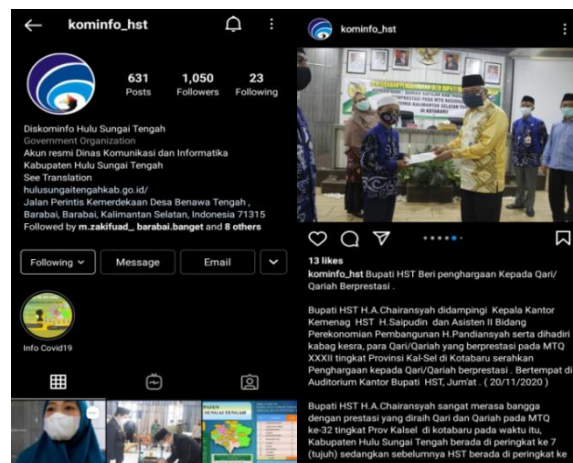 kominfo_hst
631 1,050 23
Posts Followers Following
Diskominfo Hulu Sungai Tengah
Government Organization
Akun resmi Dinas Komunikasi dan Informatika
Kabupaten Hulu Sungai Tengah
See Translation
hulusungaitengahkab.go.id/
Jalan Perintis Kemerdekaan Desa Benawa Tengah ,
Barabai, Barabai, Kalimantan Selatan, Indonesia 71315
Followed by m.zakifuad_, barabai.banget and 8 others
Following Message Email
Info Covid19
kominfo_hst
13 likes
kominfo_hst Bupati HST Beri penghargaan Kepada Qari/
Qariah Berprestasi .
Bupati HST H.A.Chairansyah didampingi Kepala Kantor
Kemenag HST H.Saipudin dan Asisten II Bidang
Perekonomian Pembangunan H.Pandiansyah serta dihadiri
kabag kesra, para Qari/Qariah yang berprestasi pada MTQ
XXXII tingkat Provinsi Kal-Sel di Kotabaru serahkan
Penghargaan kepada Qari/Qariah berprestasi . Bertempat di
Auditorium Kantor Bupati HST, Jum'at . ( 20/11/2020 )
Bupati HST H.A.Chairansyah sangat merasa bangga
dengan prestasi yang diraih Qari dan Qariah pada MTQ
ke-32 tingkat Prov Kalsel di kotabaru pada waktu itu,
Kabupaten Hulu Sungai Tengah berada di peringkat ke 7
(tujuh) sedangkan sebelumnya HST berada di peringkat ke